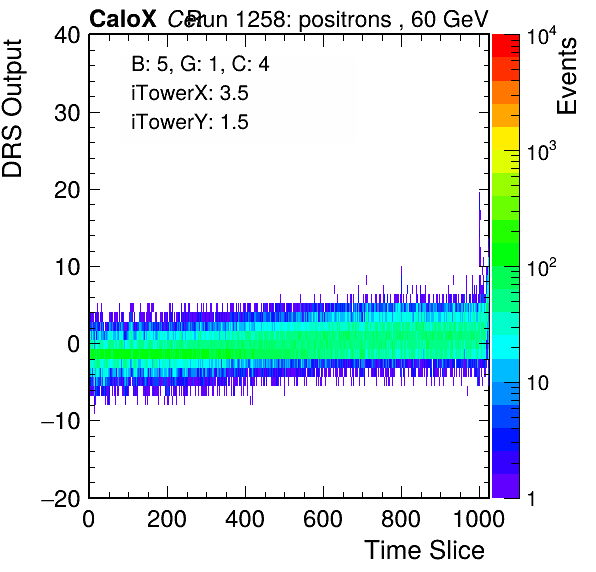 CaloX Cer Run 1258: positrons , 60 GeV
B: 5, G: 1, C: 4
iTowerX: 3.5
iTowerY: 1.5
DRS Output
40
30
20
10
0
−10
−20
0 200 400 600 800 1000
Time Slice
Events
10^4
10^3
10^2
10
1